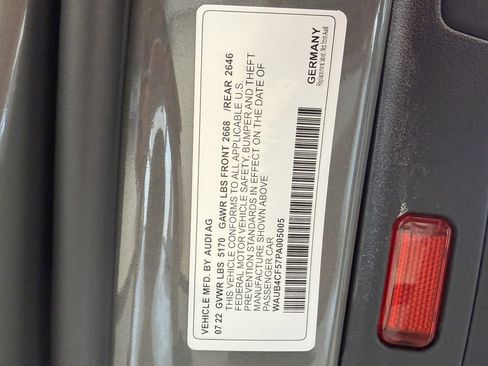 VEHICLE MFD. BY AUDI AG
07 22 GVWR LBS 5170 GAWR LBS FRONT 2668 /REAR 2646
THIS VEHICLE CONFORMS TO ALL APPLICABLE U.S.
FEDERAL MOTOR VEHICLE SAFETY, BUMPER AND THEFT
PREVENTION STANDARDS IN EFFECT ON THE DATE OF
MANUFACTURE SHOWN ABOVE
PASSENGER CAR
WAUB4CF57PA005005
GERMANY